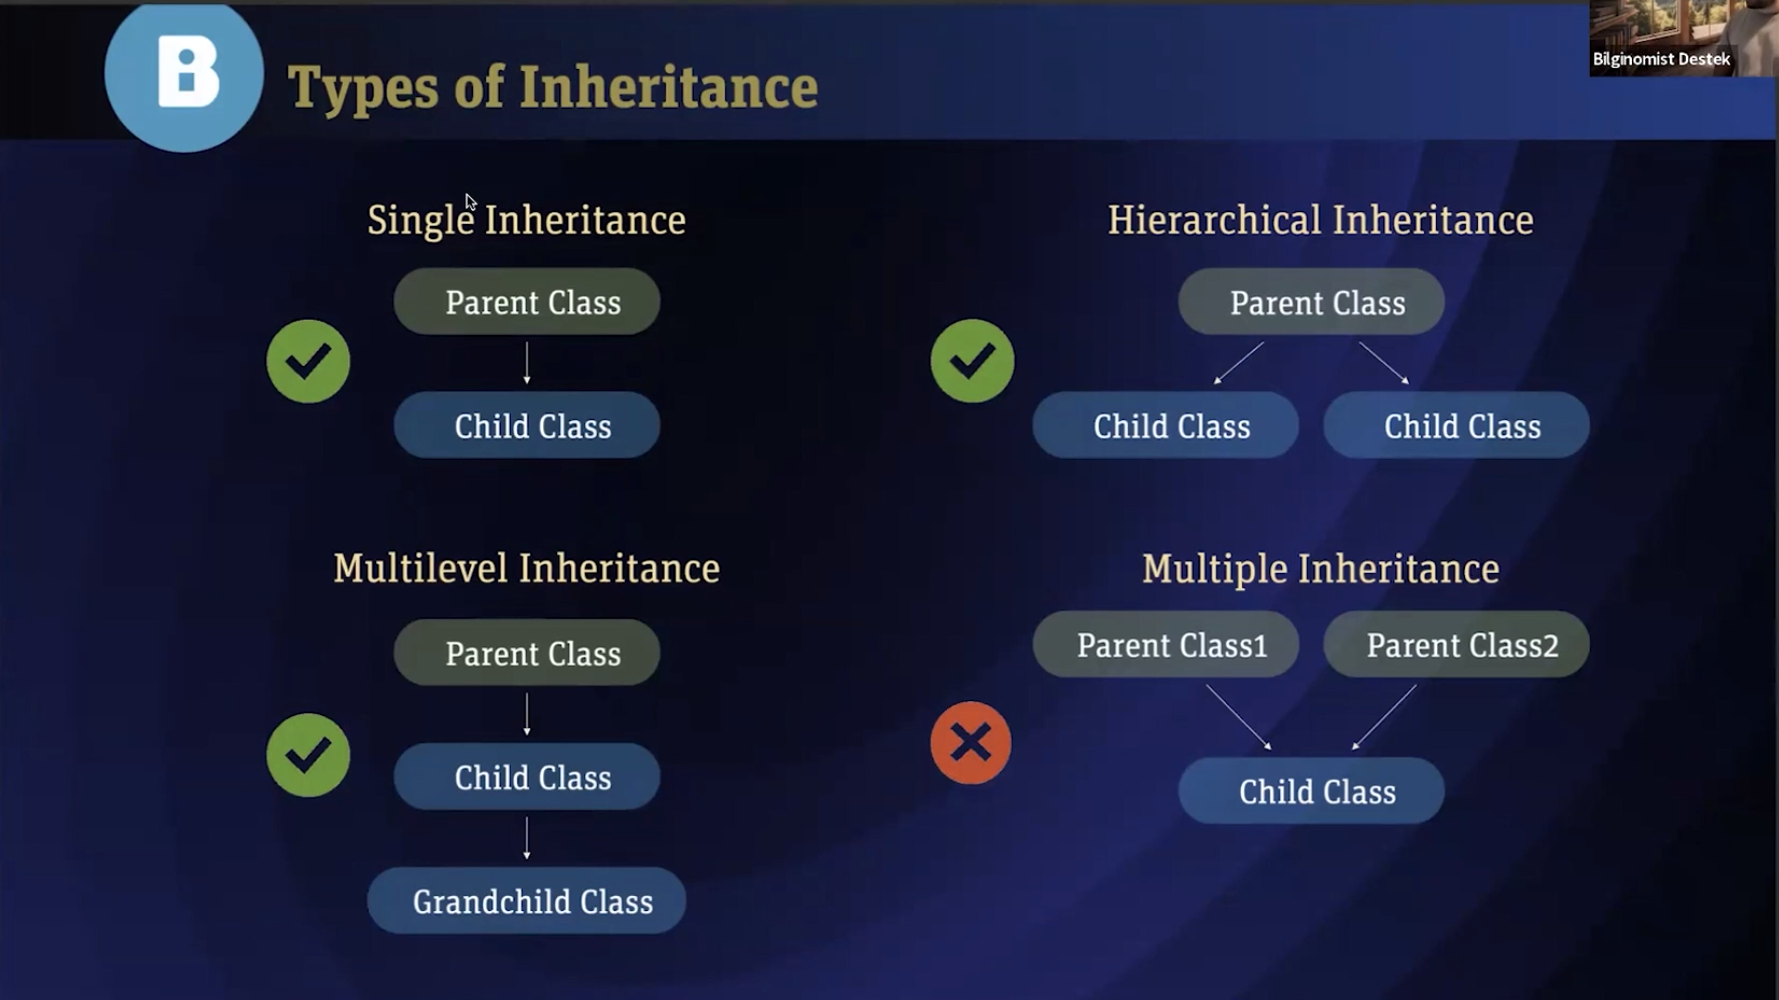 B
Types of Inheritance
Bilginomist Destek
Single Inheritance
Parent Class
Child Class
Hierarchical Inheritance
Parent Class
Child Class Child Class
Multilevel Inheritance
Parent Class
Child Class
Grandchild Class
Multiple Inheritance
Parent Class1 Parent Class2
Child Class